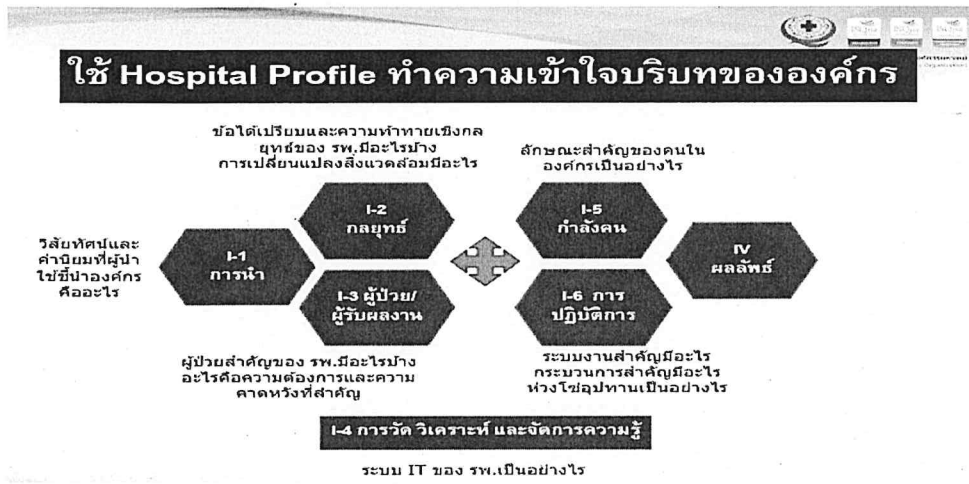 ใช้ Hospital Profile ทำความเข้าใจบริบทขององค์กร
ข้อได้เปรียบและความท้าทายเชิงกล
ยุทธ์ของ รพ.มีอะไรบ้าง
การเปลี่ยนแปลงสิ่งแวดล้อมมีอะไร
ลักษณะสำคัญของคนใน
องค์กรเป็นอย่างไร
I-2
กลยุทธ์
I-5
กำลังคน
วิสัยทัศน์และ
ค่านิยมที่ผู้นำ
ใช้ชี้นำองค์กร
คืออะไร
I-1
การนำ
IV
ผลลัพธ์
I-3 ผู้ป่วย/
ผู้รับผลงาน
I-6 การ
ปฏิบัติการ
ผู้ป่วยสำคัญของ รพ.มีอะไรบ้าง
อะไรคือความต้องการและความ
คาดหวังที่สำคัญ
ระบบงานสำคัญมีอะไร
กระบวนการสำคัญมีอะไร
ห่วงโซ่อุปทานเป็นอย่างไร
I-4 การวัด วิเคราะห์ และจัดการความรู้
ระบบ IT ของ รพ.เป็นอย่างไร